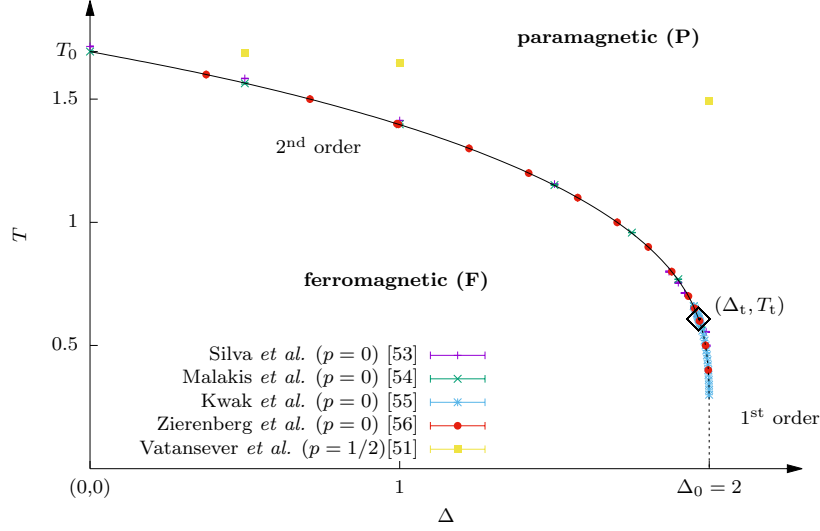 paramagnetic (P)
T₀
1.5
2ⁿᵈ order
1
T
ferromagnetic (F)
(Δₜ, Tₜ)
0.5
Silva et al. (p = 0) [53]
Malakis et al. (p = 0) [54]
Kwak et al. (p = 0) [55]
Zierenberg et al. (p = 0) [56]
Vatansever et al. (p = 1/2)[51]
1ˢᵗ order
(0,0) 1 Δ₀ = 2
Δ